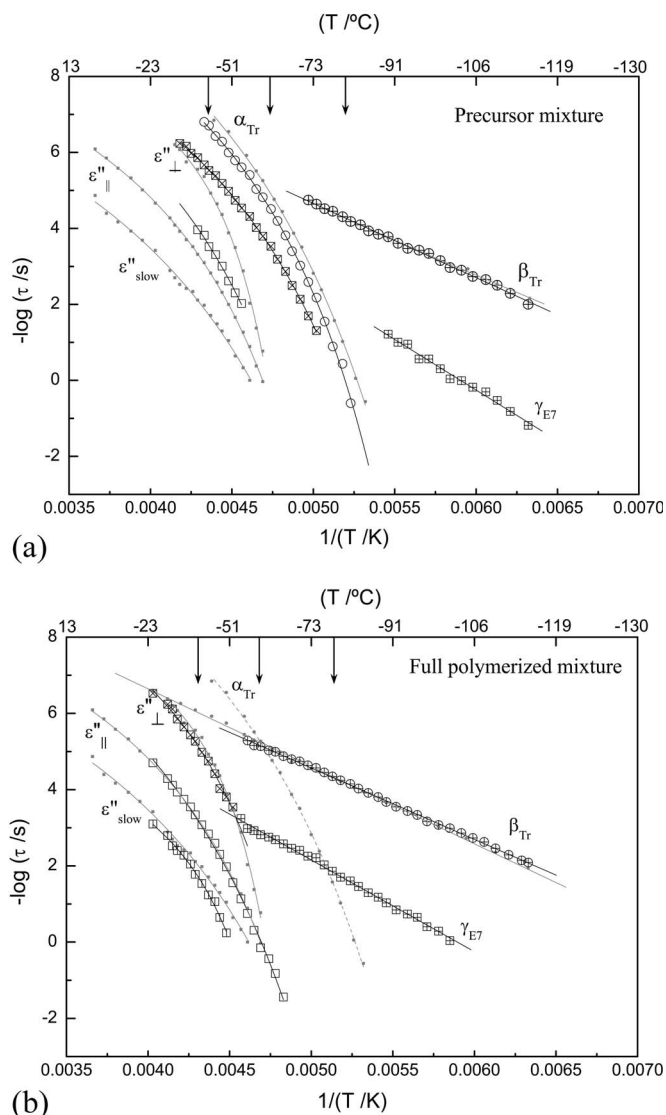 (T /ºC)
13 -23 -51 -73 -91 -106 -119 -130
8
6
4
2
0
-2
-log (τ /s)
αTr
Precursor mixture
ε''⊥
ε''||
ε''slow
βTr
γE7
0.0035 0.0040 0.0045 0.0050 0.0055 0.0060 0.0065 0.0070
1/(T /K)
(a)
(T /ºC)
13 -23 -51 -73 -91 -106 -119 -130
8
6
4
2
0
-2
-log (τ /s)
αTr
Full polymerized mixture
ε''⊥
ε''||
ε''slow
βTr
γE7
0.0035 0.0040 0.0045 0.0050 0.0055 0.0060 0.0065 0.0070
1/(T /K)
(b)